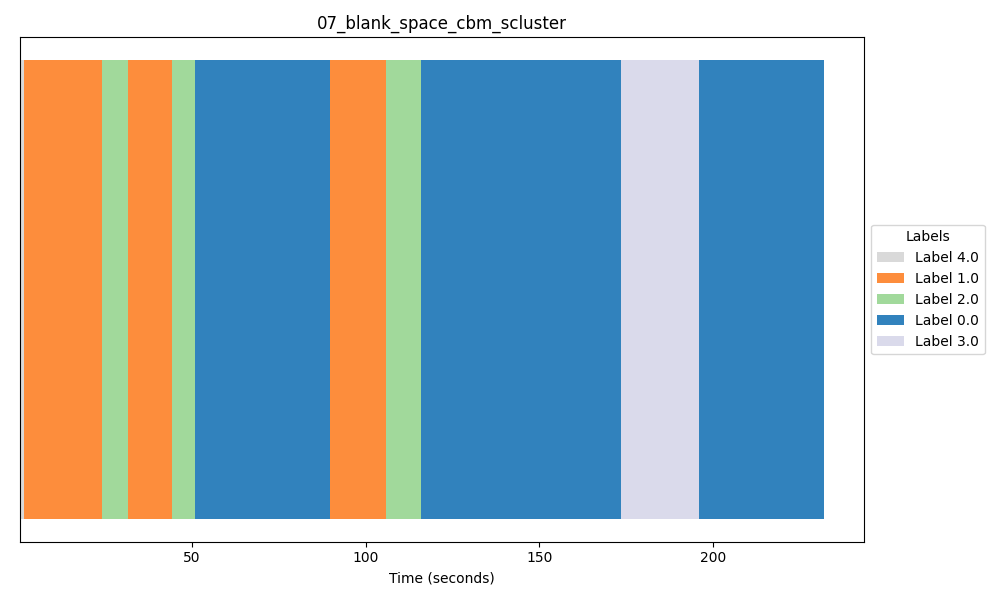 07_blank_space_cbm_scluster
Labels
Label 4.0
Label 1.0
Label 2.0
Label 0.0
Label 3.0
50
100
150
200
Time (seconds)